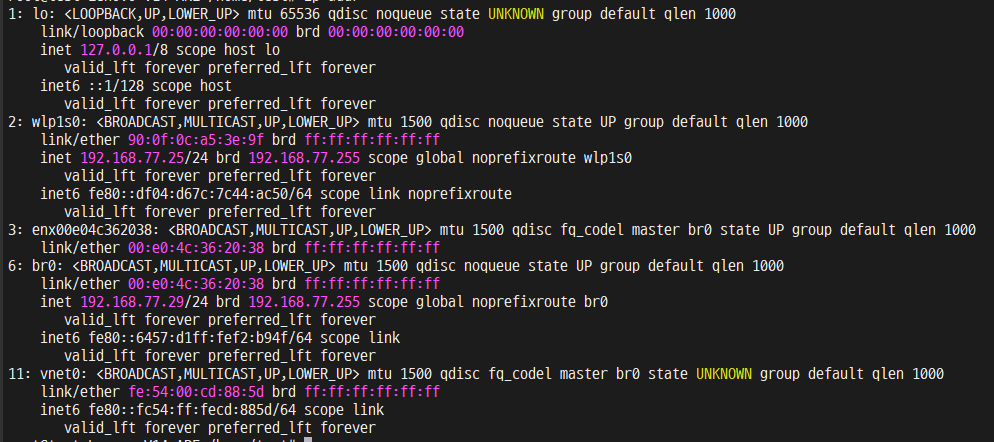 1: lo: <LOOPBACK,UP,LOWER_UP> mtu 65536 qdisc noqueue state UNKNOWN group default qlen 1000
link/loopback 00:00:00:00:00:00 brd 00:00:00:00:00:00
inet 127.0.0.1/8 scope host lo
valid_lft forever preferred_lft forever
inet6 ::1/128 scope host
valid_lft forever preferred_lft forever
2: wlp1s0: <BROADCAST,MULTICAST,UP,LOWER_UP> mtu 1500 qdisc noqueue state UP group default qlen 1000
link/ether 90:0f:0c:a5:3e:9f brd ff:ff:ff:ff:ff:ff
inet 192.168.77.25/24 brd 192.168.77.255 scope global noprefixroute wlp1s0
valid_lft forever preferred_lft forever
inet6 fe80::df04:d67c:7c44:ac50/64 scope link noprefixroute
valid_lft forever preferred_lft forever
3: enx00e04c362038: <BROADCAST,MULTICAST,UP,LOWER_UP> mtu 1500 qdisc fq_codel master br0 state UP group default qlen 1000
link/ether 00:e0:4c:36:20:38 brd ff:ff:ff:ff:ff:ff
6: br0: <BROADCAST,MULTICAST,UP,LOWER_UP> mtu 1500 qdisc noqueue state UP group default qlen 1000
link/ether 00:e0:4c:36:20:38 brd ff:ff:ff:ff:ff:ff
inet 192.168.77.29/24 brd 192.168.77.255 scope global noprefixroute br0
valid_lft forever preferred_lft forever
inet6 fe80::6457:d1ff:fef2:b94f/64 scope link
valid_lft forever preferred_lft forever
11: vnet0: <BROADCAST,MULTICAST,UP,LOWER_UP> mtu 1500 qdisc fq_codel master br0 state UNKNOWN group default qlen 1000
link/ether fe:54:00:cd:88:5d brd ff:ff:ff:ff:ff:ff
inet6 fe80::fc54:ff:fecd:885d/64 scope link
valid_lft forever preferred_lft forever